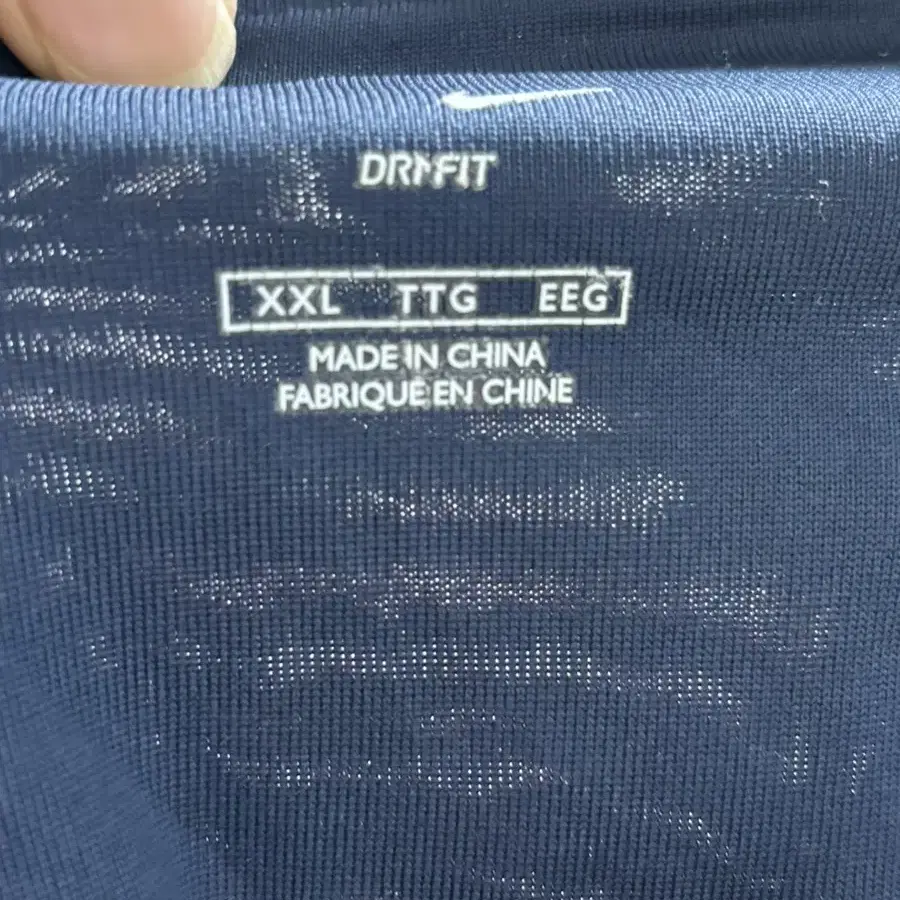 DRI-FIT
XXL TTG EEG
MADE IN CHINA
FABRIQUE EN CHINE